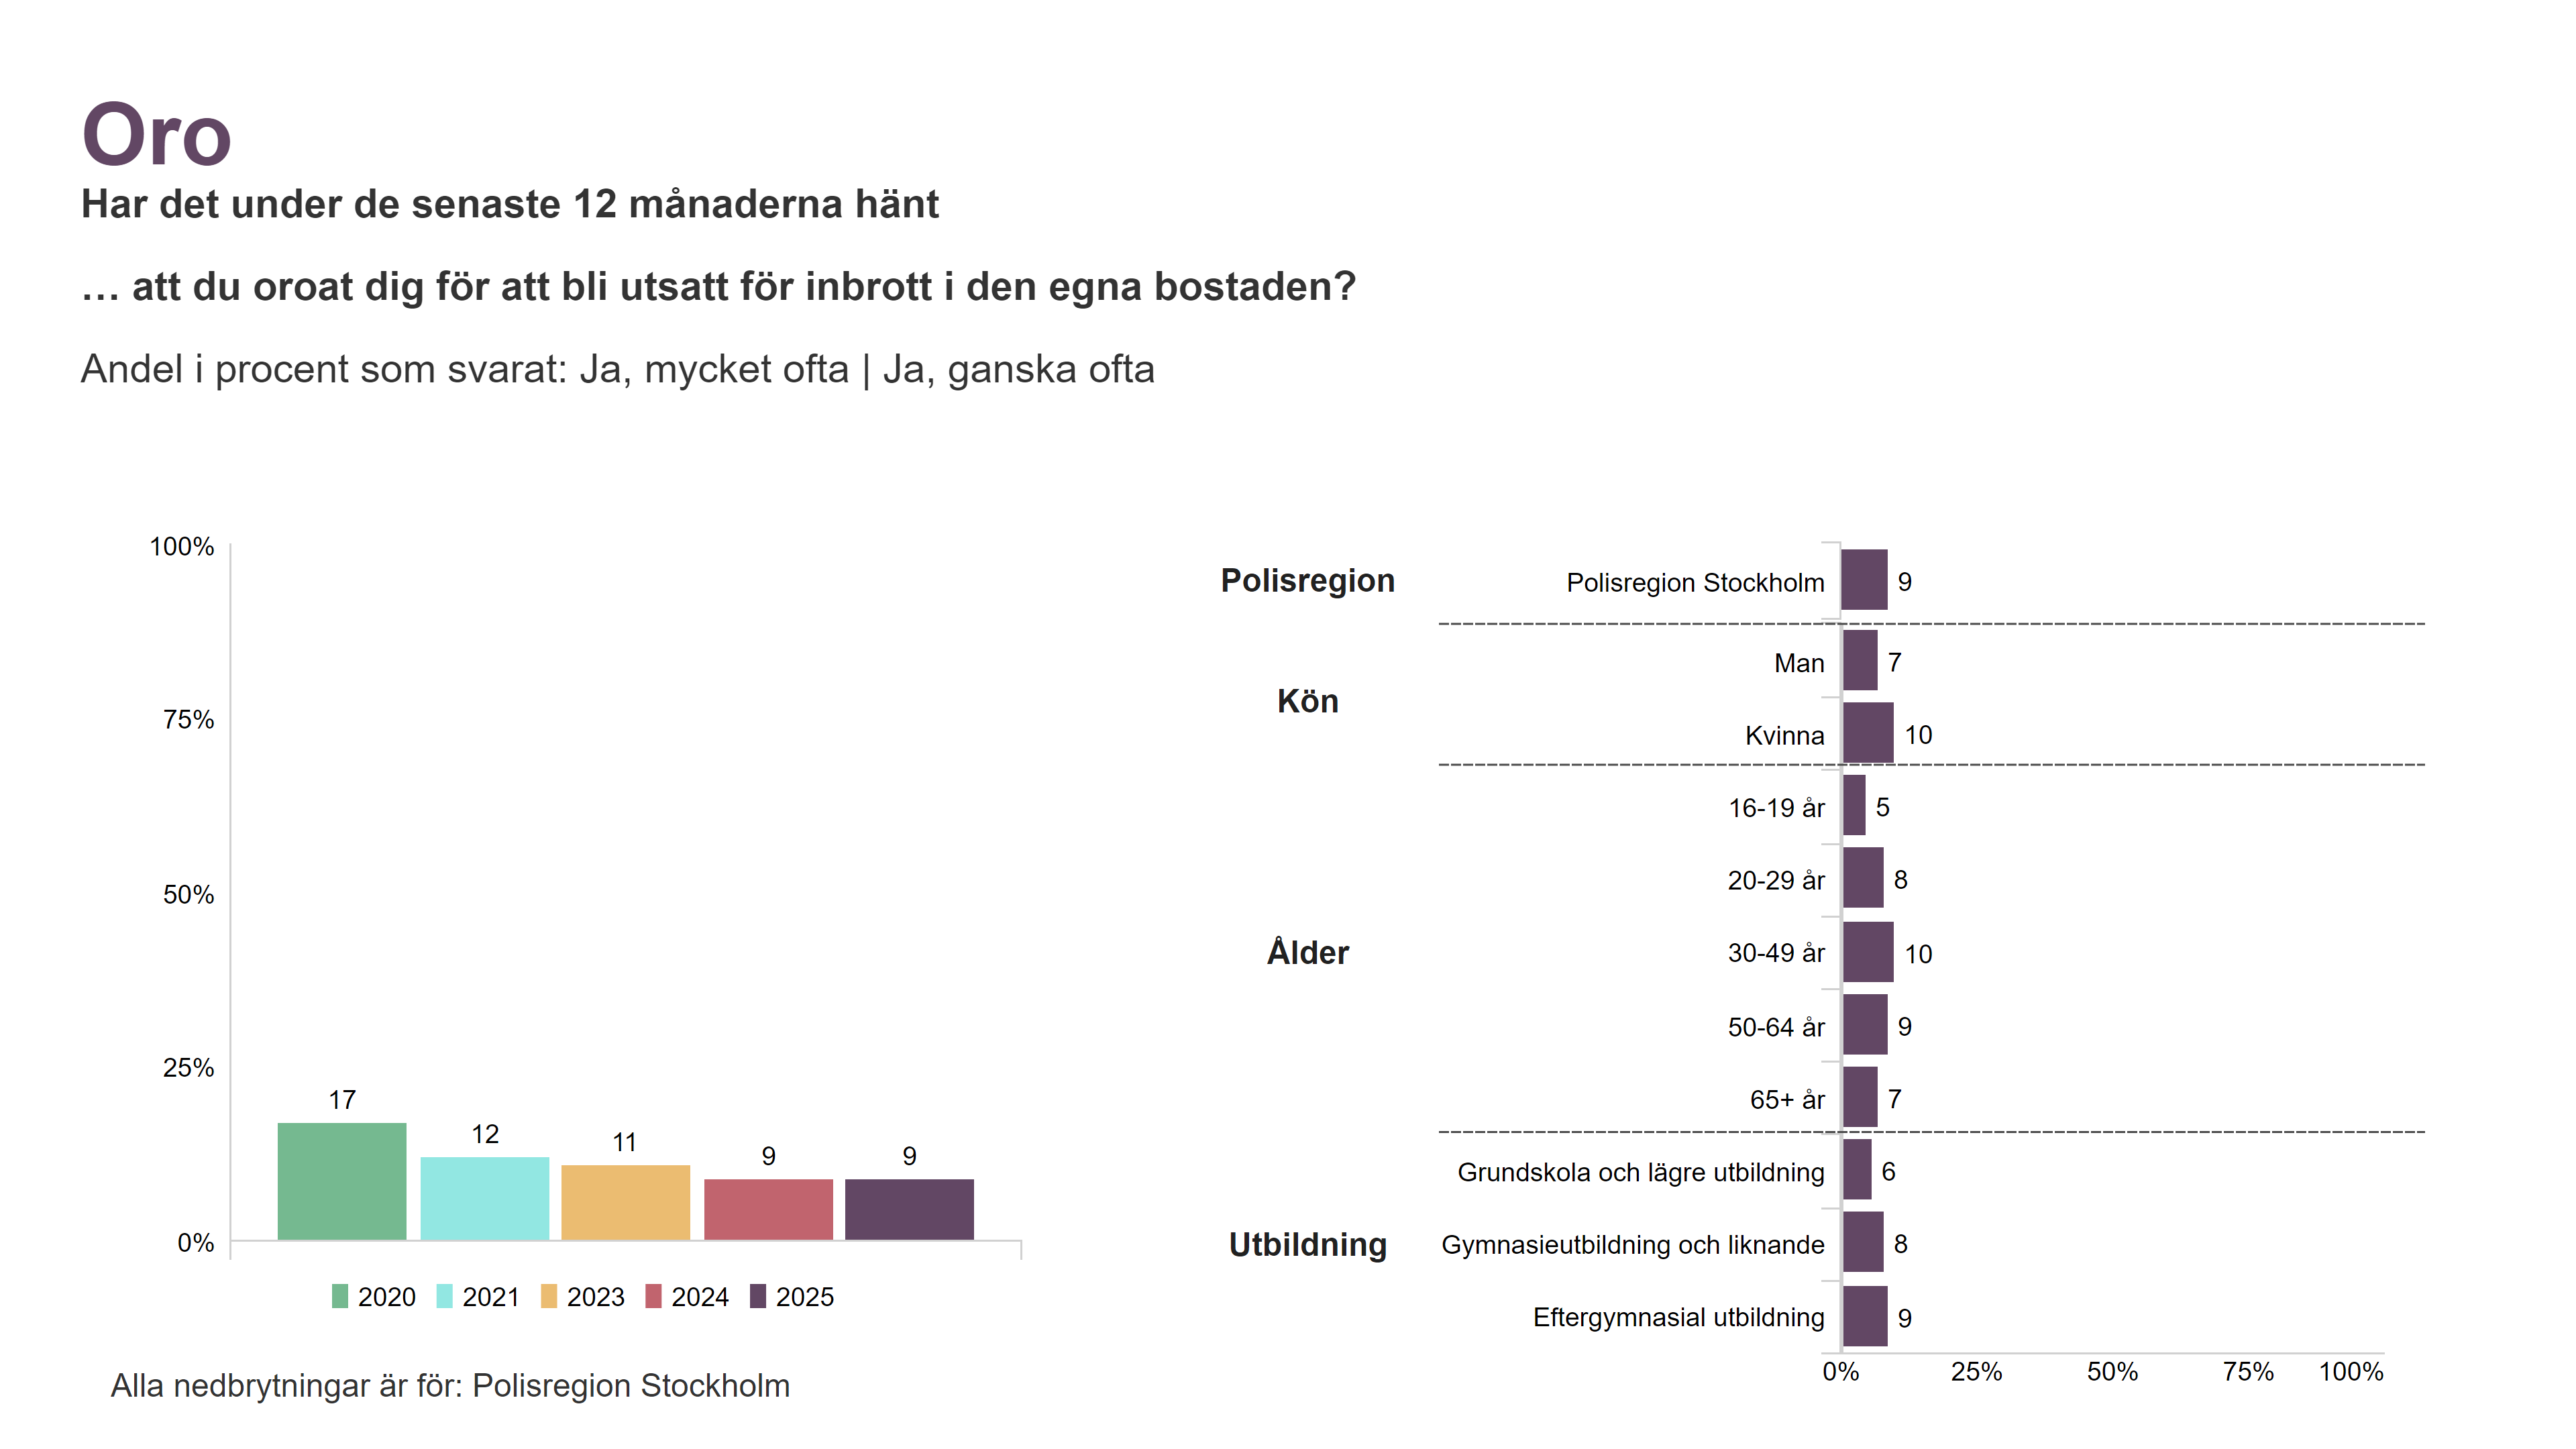 Oro
Har det under de senaste 12 månaderna hänt
… att du oroat dig för att bli utsatt för inbrott i den egna bostaden?
Andel i procent som svarat: Ja, mycket ofta | Ja, ganska ofta
100%
75%
50%
25%
0%
17
12
11
9
9
2020 2021 2023 2024 2025
Alla nedbrytningar är för: Polisregion Stockholm
Polisregion
Polisregion Stockholm 9
Kön
Man 7
Kvinna 10
Ålder
16-19 år 5
20-29 år 8
30-49 år 10
50-64 år 9
65+ år 7
Utbildning
Grundskola och lägre utbildning 6
Gymnasieutbildning och liknande 8
Eftergymnasial utbildning 9
0% 25% 50% 75% 100%